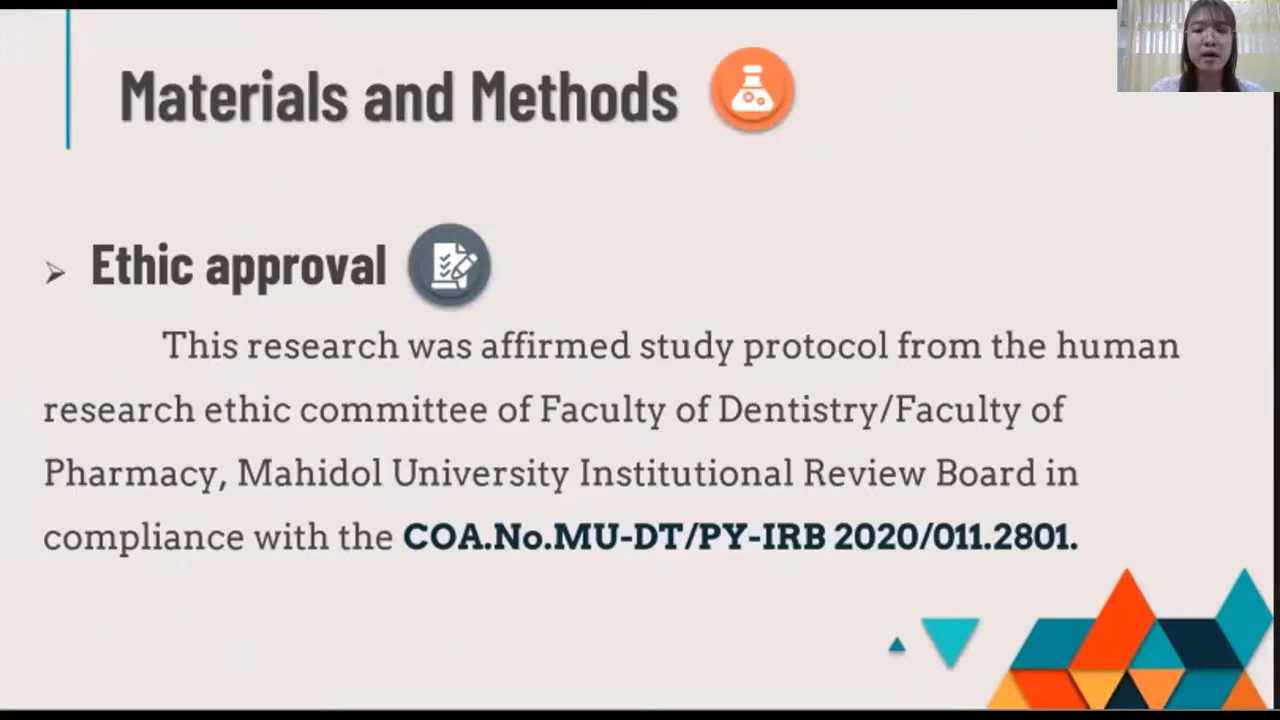 Materials and Methods
Ethic approval
This research was affirmed study protocol from the human
research ethic committee of Faculty of Dentistry/Faculty of
Pharmacy, Mahidol University Institutional Review Board in
compliance with the COA.No.MU-DT/PY-IRB 2020/011.2801.